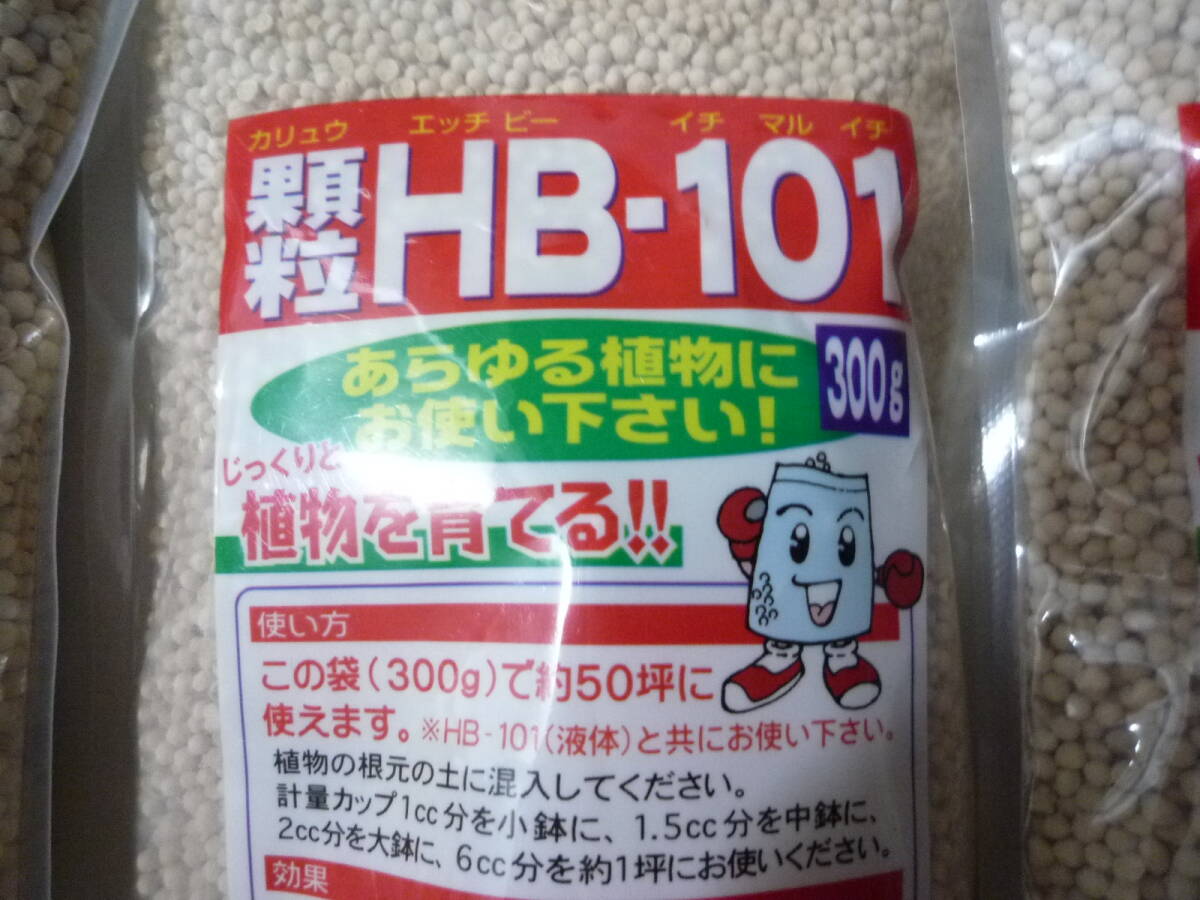 カリュウ エッチ ビー イチ マル イチ
顆粒HB-101
あらゆる植物に
お使い下さい!
300g
じっくりと
植物を育てる!!
使い方
この袋(300g)で約50坪に
使えます。※HB-101(液体)と共にお使い下さい。
植物の根元の土に混入してください。
計量カップ1cc分を小鉢に、1.5cc分を中鉢に、
2cc分を大鉢に、6cc分を約1坪にお使いください。
効果